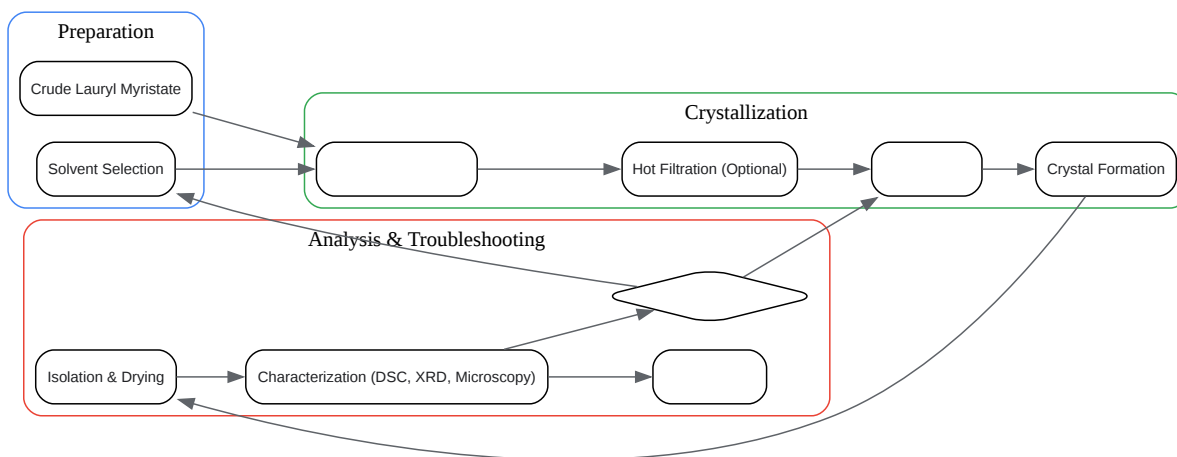 Preparation
Crude Lauryl Myristate
Solvent Selection
Crystallization
Hot Filtration (Optional)
Crystal Formation
Analysis & Troubleshooting
Isolation & Drying
Characterization (DSC, XRD, Microscopy)